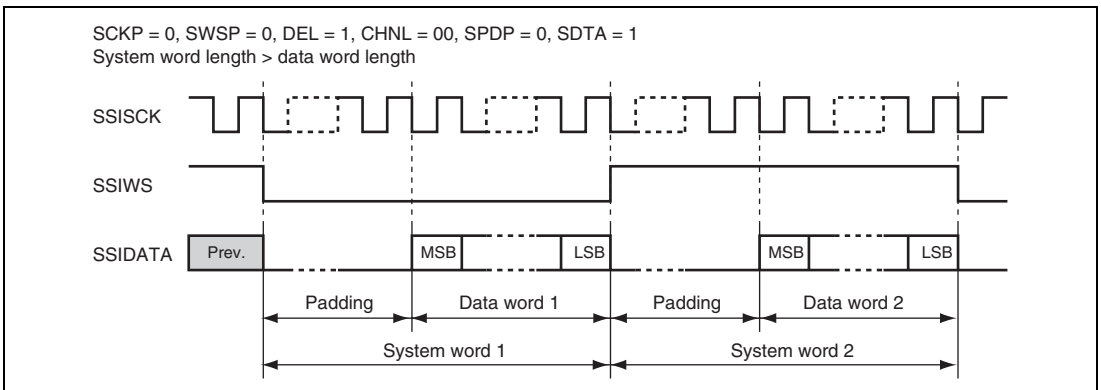 SCKP = 0, SWSP = 0, DEL = 1, CHNL = 00, SPDP = 0, SDTA = 1
System word length > data word length
SSISCK
SSIWS
SSIDATA Prev. MSB LSB MSB LSB
Padding Data word 1 Padding Data word 2
System word 1 System word 2